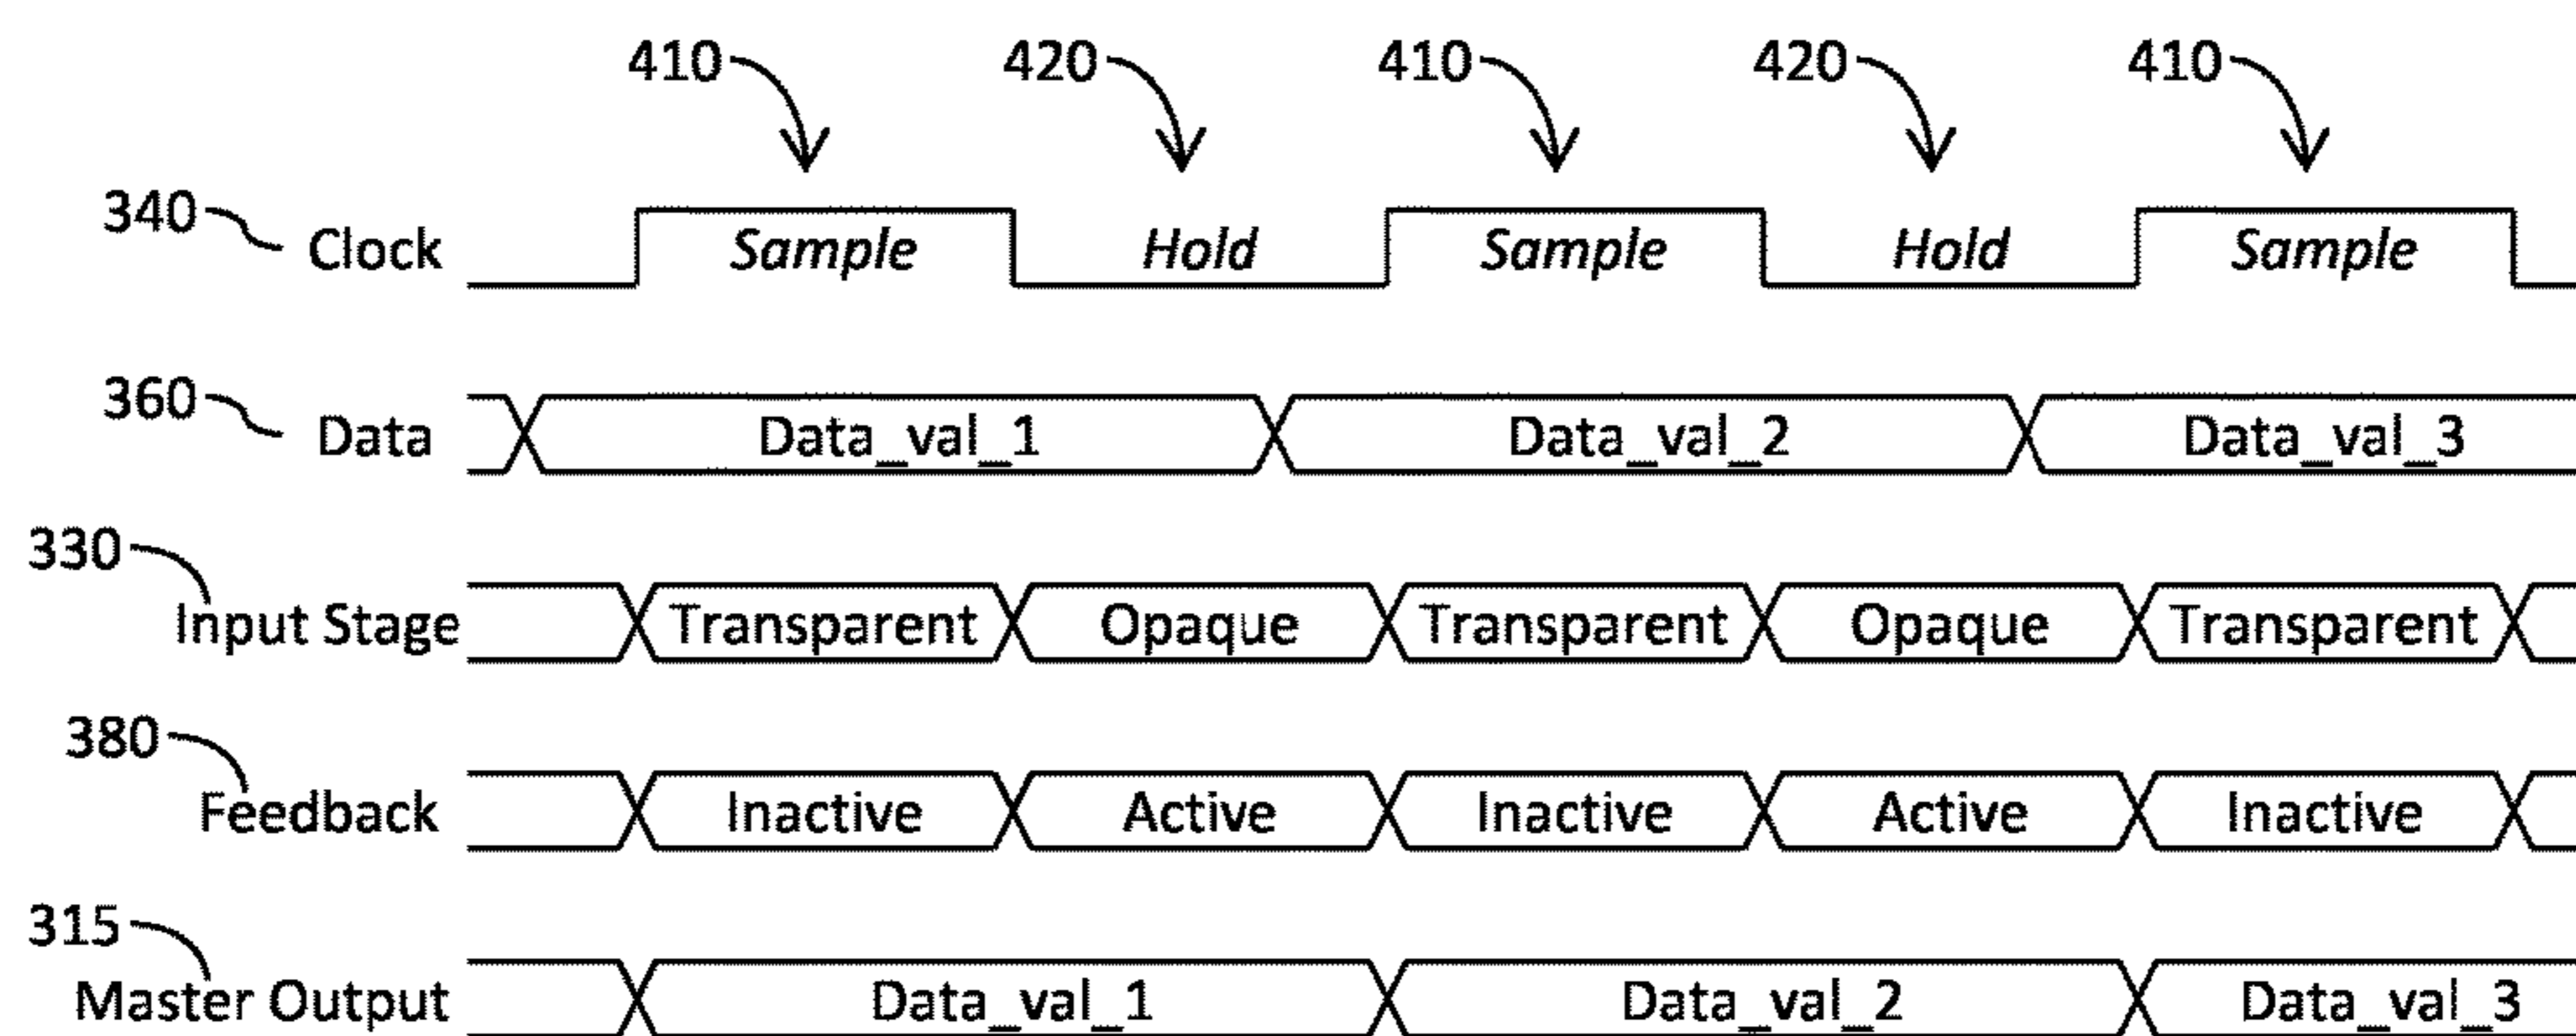 410 420 410 420 410
340 Clock Sample Hold Sample Hold Sample
360 Data Data_val_1 Data_val_2 Data_val_3
330 Input Stage Transparent Opaque Transparent Opaque Transparent
380 Feedback Inactive Active Inactive Active Inactive
315 Master Output Data_val_1 Data_val_2 Data_val_3